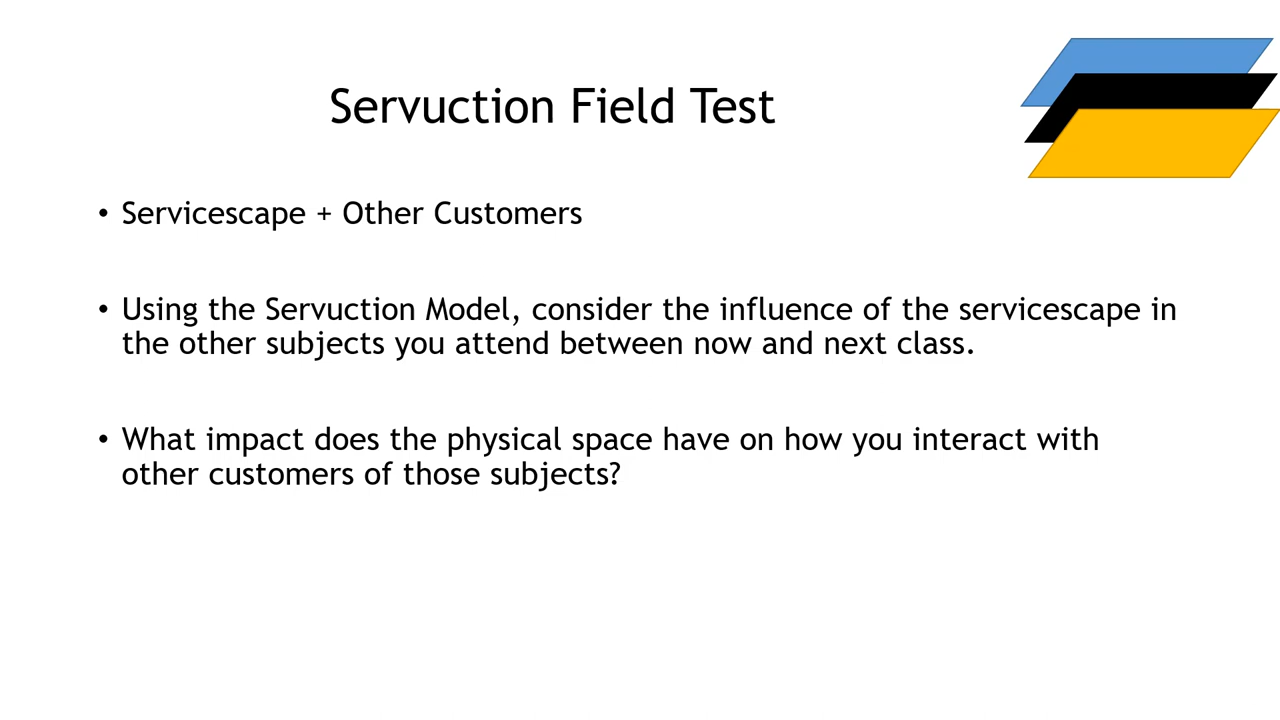 Servuction Field Test
• Servicescape + Other Customers
• Using the Servuction Model, consider the influence of the servicescape in
the other subjects you attend between now and next class.
• What impact does the physical space have on how you interact with
other customers of those subjects?